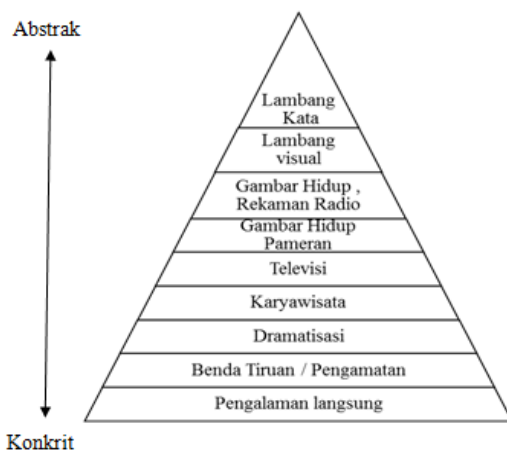 Abstrak
Lambang
Kata
Lambang
visual
Gambar Hidup ,
Rekaman Radio
Gambar Hidup
Pameran
Televisi
Karyawisata
Dramatisasi
Benda Tiruan / Pengamatan
Pengalaman langsung
Konkrit